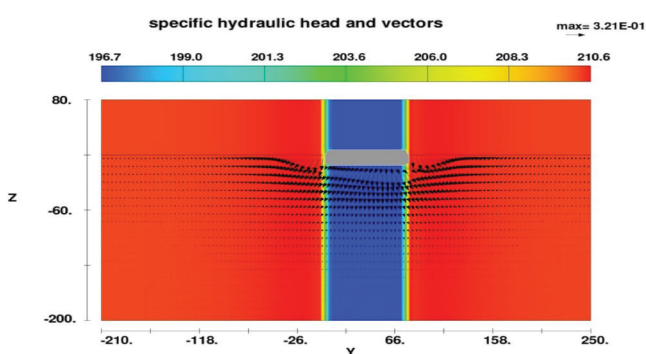 specific hydraulic head and vectors
max= 3.21E-01
196.7 199.0 201.3 203.6 206.0 208.3 210.6
80.
Z
-60.
-200.
-210. -118. -26. 66. 158. 250.
Y